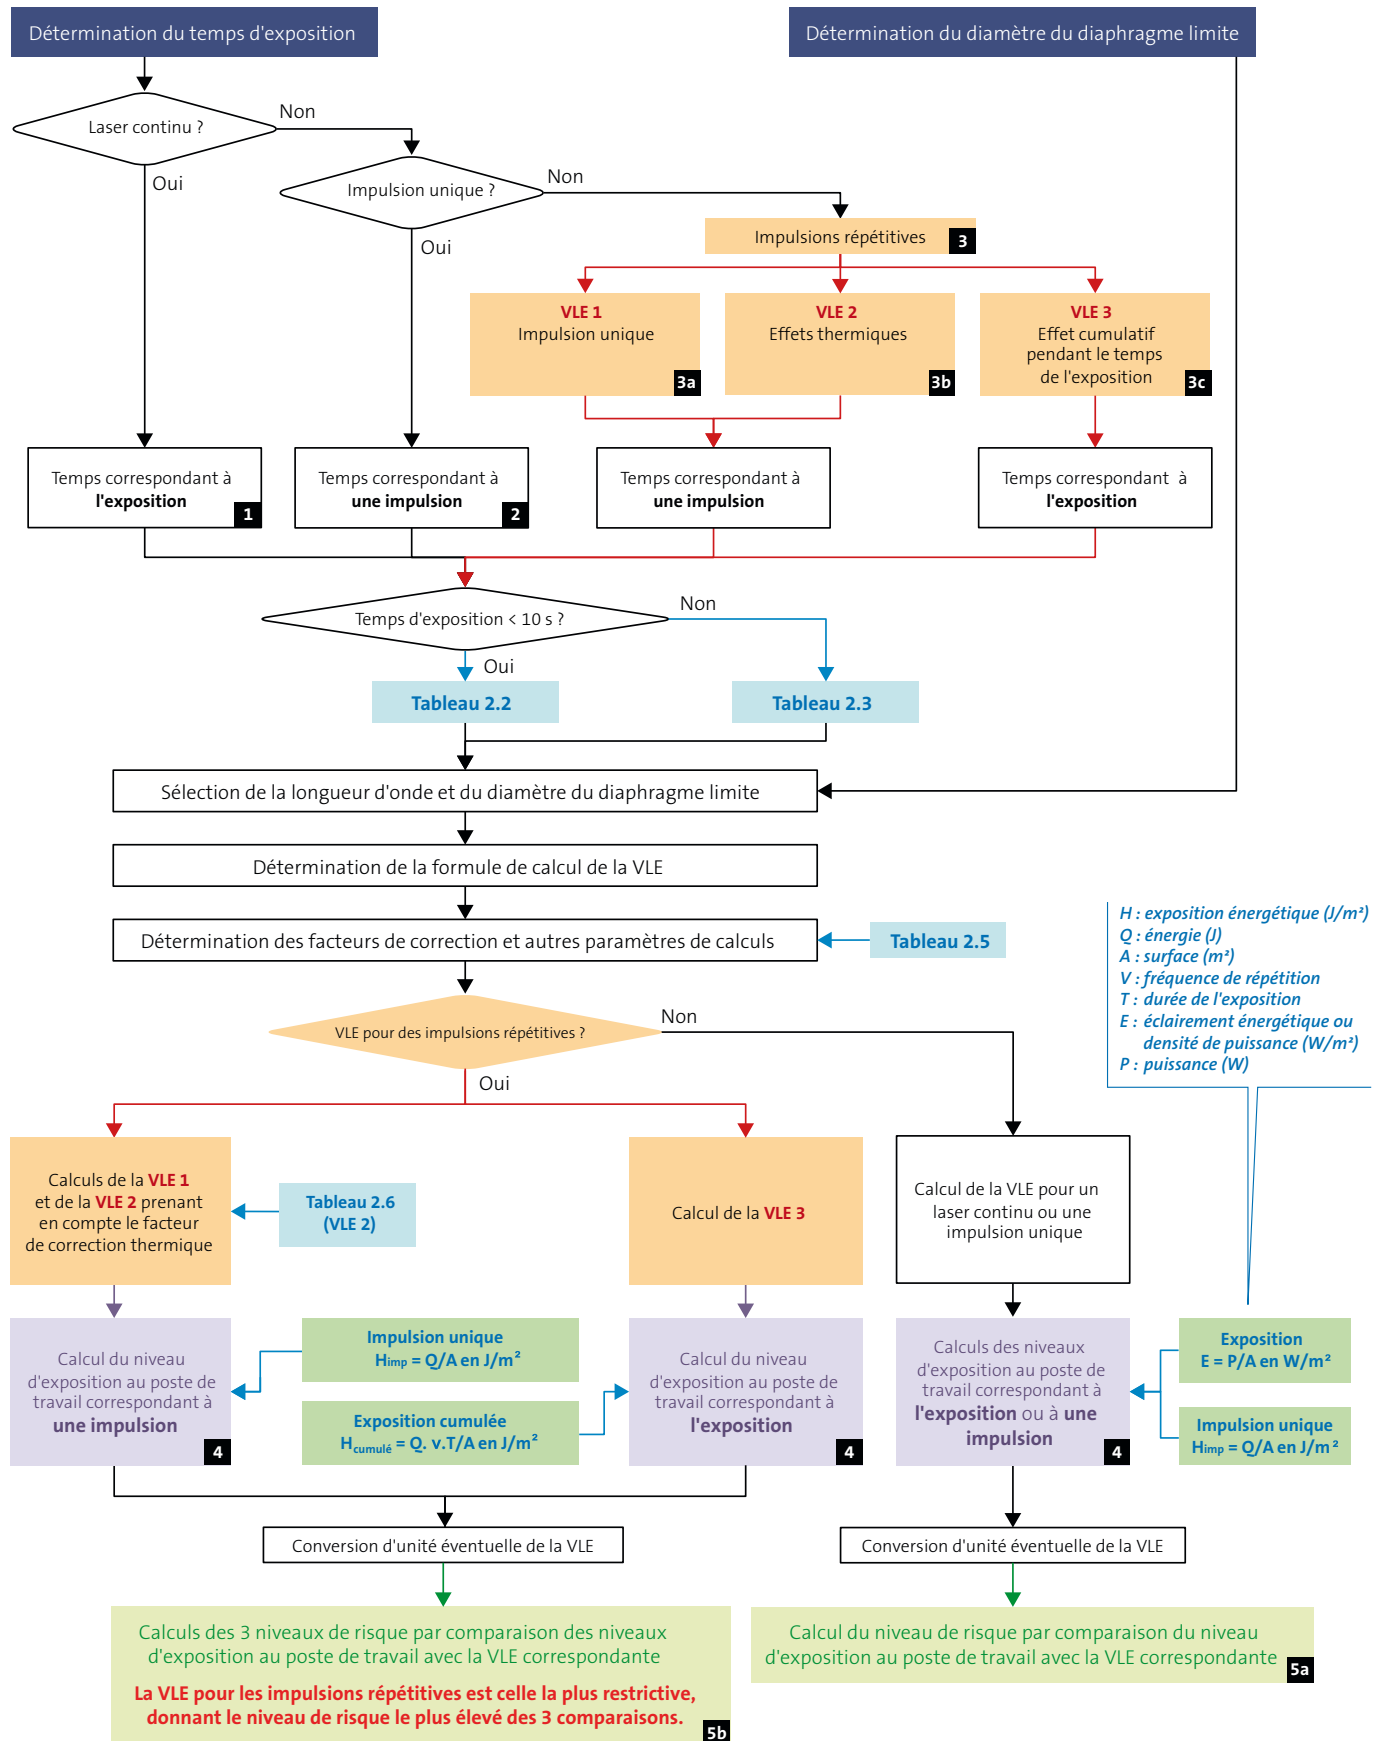 Détermination du temps d'exposition
Détermination du diamètre du diaphragme limite
Laser continu ?
Non
Oui
Impulsion unique ?
Non
Oui
Impulsions répétitives
3
VLE 1
Impulsion unique
3a
VLE 2
Effets thermiques
3b
VLE 3
Effet cumulatif
pendant le temps
de l'exposition
3c
Temps correspondant à
l'exposition
1
Temps correspondant à
une impulsion
2
Temps correspondant à
une impulsion
Temps correspondant à
l'exposition
Temps d'exposition < 10 s ?
Non
Oui
Tableau 2.2
Tableau 2.3
Sélection de la longueur d'onde et du diamètre du diaphragme limite
Détermination de la formule de calcul de la VLE
Détermination des facteurs de correction et autres paramètres de calculs
Tableau 2.5
H : exposition énergétique (J/m²)
Q : énergie (J)
A : surface (m²)
V : fréquence de répétition
T : durée de l'exposition
E : éclairement énergétique ou
densité de puissance (W/m²)
P : puissance (W)
VLE pour des impulsions répétitives ?
Non
Oui
Calculs de la VLE 1
et de la VLE 2 prenant
en compte le facteur
de correction thermique
Tableau 2.6
(VLE 2)
Calcul de la VLE 3
Calcul de la VLE pour un
laser continu ou une
impulsion unique
Calcul du niveau
d'exposition au poste de
travail correspondant à
une impulsion
4
Impulsion unique
Himp = Q/A en J/m²
Exposition cumulée
Hcumulé = Q. v.T/A en J/m²
Calcul du niveau
d'exposition au poste de
travail correspondant à
l'exposition
4
Calculs des niveaux
d'exposition au poste de
travail correspondant à
l'exposition ou à une
impulsion
4
Exposition
E = P/A en W/m²
Impulsion unique
Himp = Q/A en J/m²
Conversion d'unité éventuelle de la VLE
Conversion d'unité éventuelle de la VLE
Calculs des 3 niveaux de risque par comparaison des niveaux
d'exposition au poste de travail avec la VLE correspondante
La VLE pour les impulsions répétitives est celle la plus restrictive,
donnant le niveau de risque le plus élevé des 3 comparaisons.
5b
Calcul du niveau de risque par comparaison du niveau
d'exposition au poste de travail avec la VLE correspondante
5a